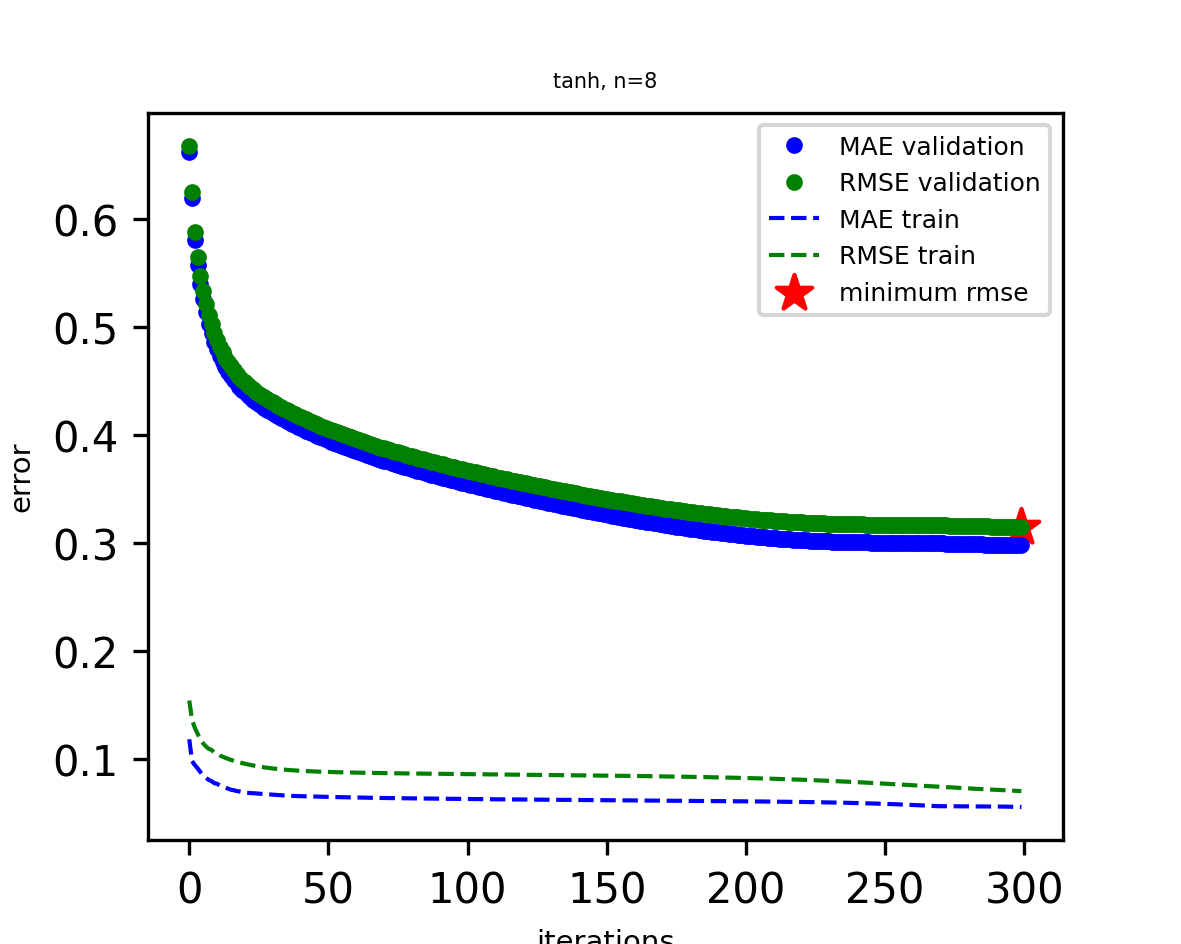 tanh, n=8
MAE validation
RMSE validation
MAE train
RMSE train
minimum rmse
error
0.6
0.5
0.4
0.3
0.2
0.1
0 50 100 150 200 250 300
iterations